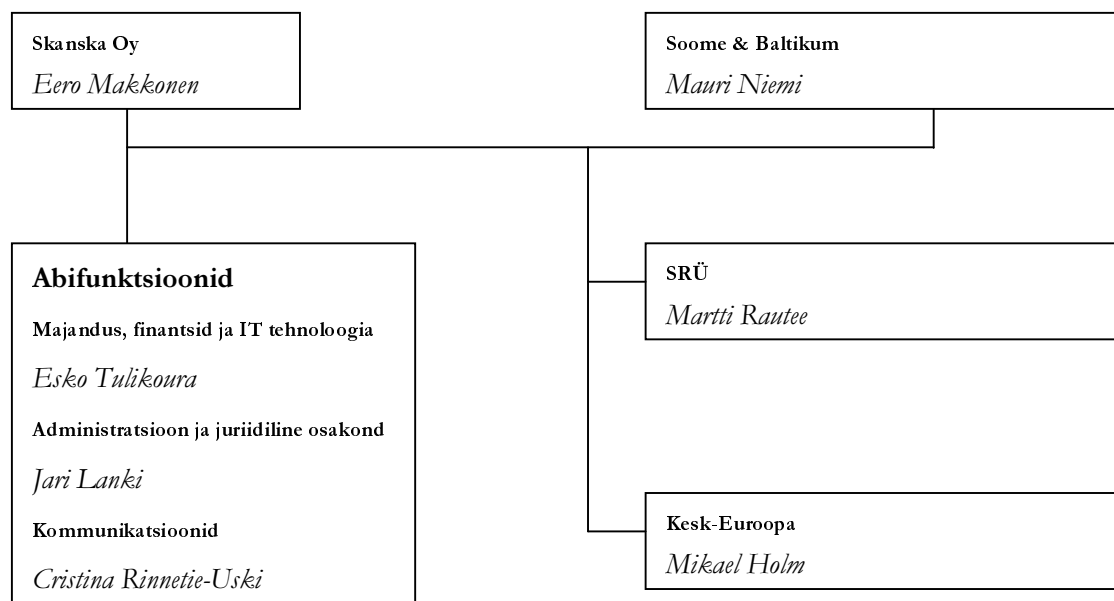 Skanska Oy
Eero Makkonen
Soome & Baltikum
Mauri Niemi
Abifunktsioonid
Majandus, finantsid ja IT tehnoloogia
Esko Tulikoura
Administratsioon ja juriidiline osakond
Jari Lanki
Kommunikatsioonid
Cristina Rinnetie-Uski
SRÜ
Martti Rautee
Kesk-Euroopa
Mikael Holm